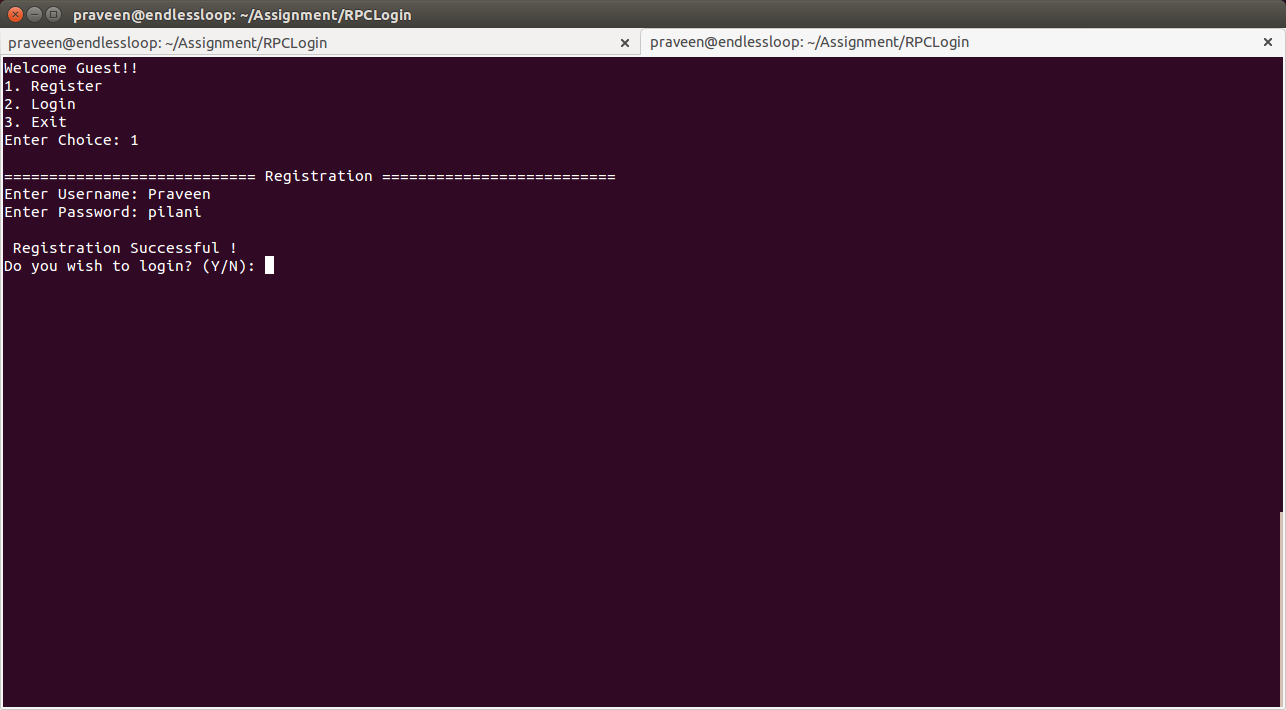 praveen@endlessloop: ~/Assignment/RPCLogin
praveen@endlessloop: ~/Assignment/RPCLogin
praveen@endlessloop: ~/Assignment/RPCLogin
Welcome Guest!!
1. Register
2. Login
3. Exit
Enter Choice: 1
============================ Registration ==========================
Enter Username: Praveen
Enter Password: pilani
Registration Successful !
Do you wish to login? (Y/N):